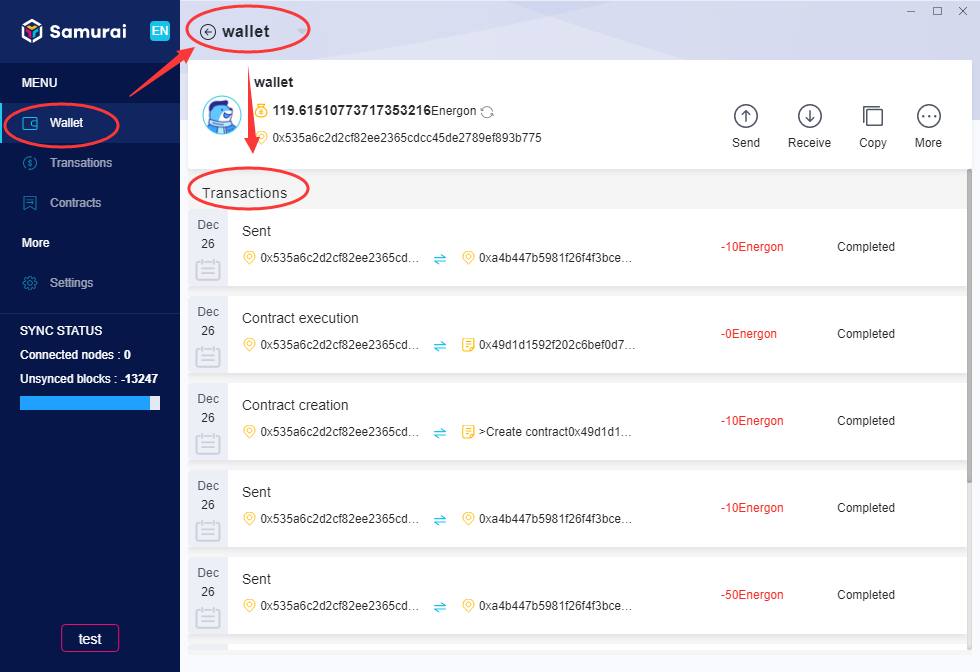 Samurai
EN
MENU
Wallet
Transations
Contracts
More
Settings
SYNC STATUS
Connected nodes : 0
Unsynced blocks : -13247
test
wallet
wallet
119.61510773717353216Energon
0x535a6c2d2cf82ee2365cdcc45de2789ef893b775
Send
Receive
Copy
More
Transactions
Dec
26
Sent
0x535a6c2d2cf82ee2365cd...
0xa4b447b5981f26f4f3bce...
-10Energon
Completed
Dec
26
Contract execution
0x535a6c2d2cf82ee2365cd...
0x49d1d1592f202c6bef0d7...
-0Energon
Completed
Dec
26
Contract creation
0x535a6c2d2cf82ee2365cd...
>Create contract0x49d1d1...
-10Energon
Completed
Dec
26
Sent
0x535a6c2d2cf82ee2365cd...
0xa4b447b5981f26f4f3bce...
-10Energon
Completed
Dec
26
Sent
0x535a6c2d2cf82ee2365cd...
0xa4b447b5981f26f4f3bce...
-50Energon
Completed